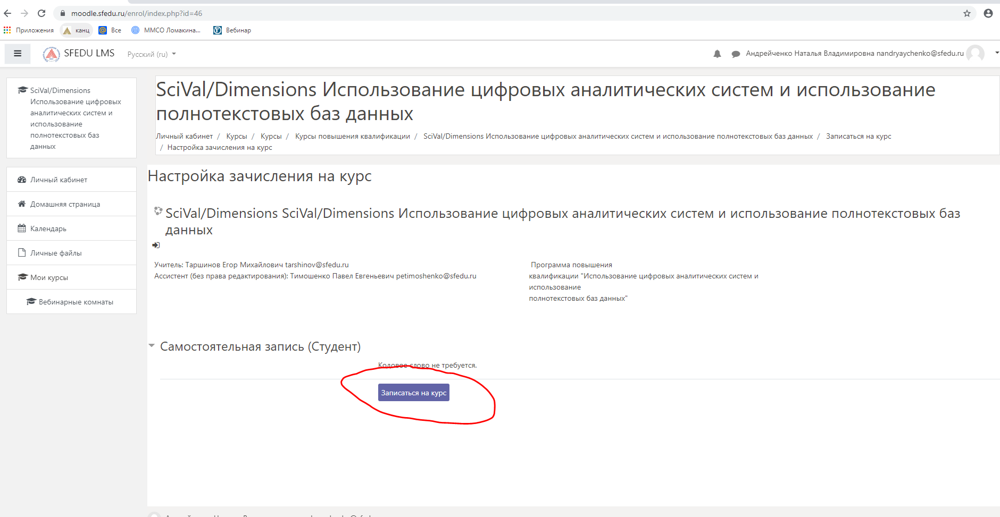 moodle.sfedu.ru/enrol/index.php?id=46
Приложения канц @ Все ММСО Ломакина... Вебинар
SFEDU LMS Русский (ru) Андрейченко Наталья Владимировна nandryaychenko@sfedu.ru
SciVal/Dimensions
Использование цифровых
аналитических систем и
использование
полнотекстовых баз
данных
Личный кабинет
Домашняя страница
Календарь
Личные файлы
Мои курсы
Вебинарные комнаты
SciVal/Dimensions Использование цифровых аналитических систем и использование
полнотекстовых баз данных
Личный кабинет / Курсы / Курсы / Курсы повышения квалификации / SciVal/Dimensions Использование цифровых аналитических систем и использование полнотекстовых баз данных / Записаться на курс
/ Настройка зачисления на курс
Настройка зачисления на курс
SciVal/Dimensions SciVal/Dimensions Использование цифровых аналитических систем и использование полнотекстовых баз
данных
Учитель: Таршинов Егор Михайлович tarshinov@sfedu.ru
Ассистент (без права редактирования): Тимошенко Павел Евгеньевич petimoshenko@sfedu.ru
Программа повышения
квалификации "Использование цифровых аналитических систем и
использование
полнотекстовых баз данных"
Самостоятельная запись (Студент)
Кодовое слово не требуется.
Записаться на курс